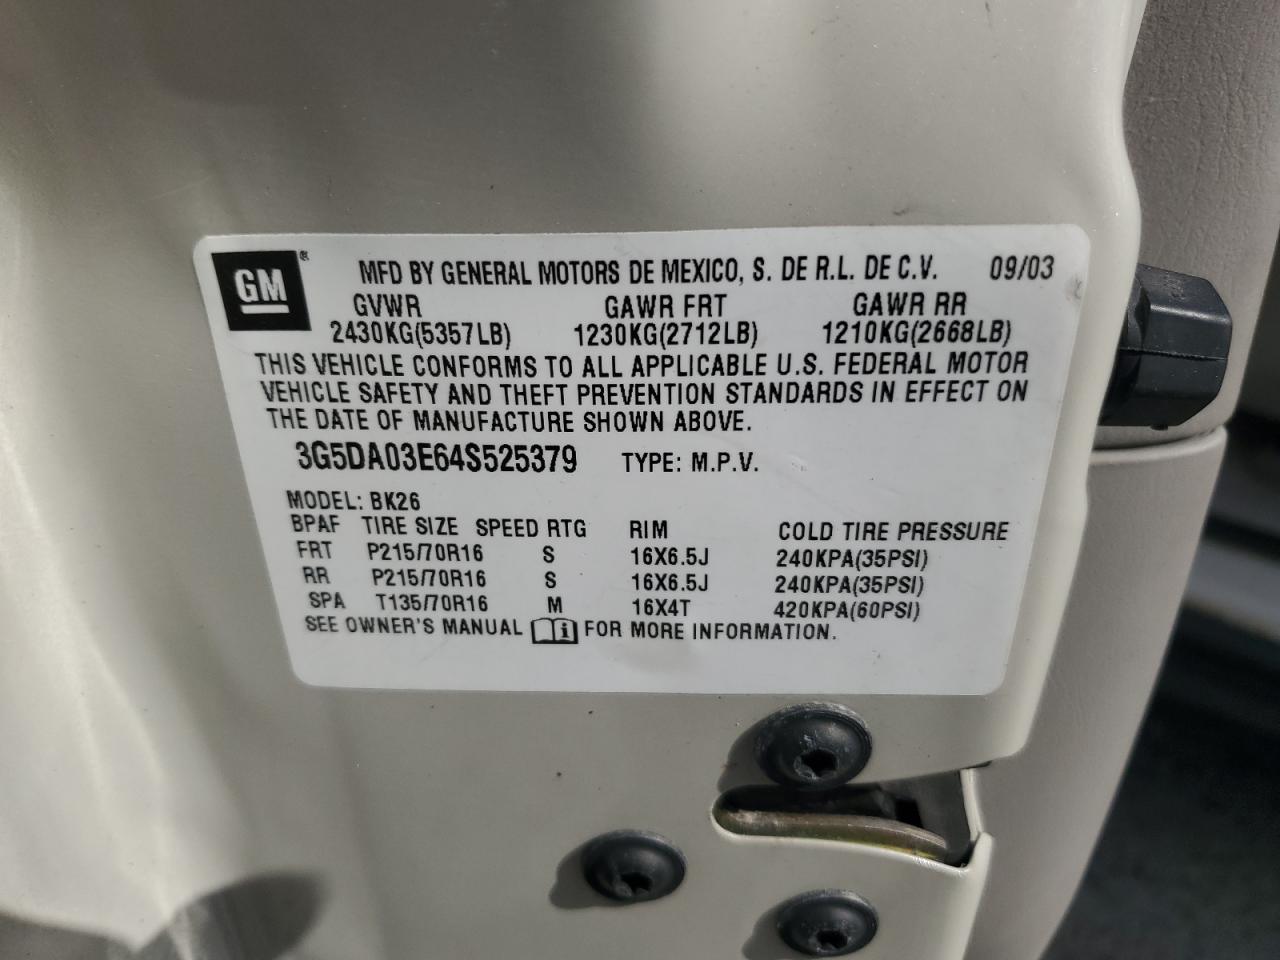 GM® MFD BY GENERAL MOTORS DE MEXICO, S. DE R.L. DE C.V. 09/03
GVWR GAWR FRT GAWR RR
2430KG(5357LB) 1230KG(2712LB) 1210KG(2668LB)
THIS VEHICLE CONFORMS TO ALL APPLICABLE U.S. FEDERAL MOTOR
VEHICLE SAFETY AND THEFT PREVENTION STANDARDS IN EFFECT ON
THE DATE OF MANUFACTURE SHOWN ABOVE.
3G5DA03E64S525379 TYPE: M.P.V.
MODEL: BK26
BPAF TIRE SIZE SPEED RTG RIM COLD TIRE PRESSURE
FRT P215/70R16 S 16X6.5J 240KPA(35PSI)
RR P215/70R16 S 16X6.5J 240KPA(35PSI)
SPA T135/70R16 M 16X4T 420KPA(60PSI)
SEE OWNER'S MANUAL i FOR MORE INFORMATION.